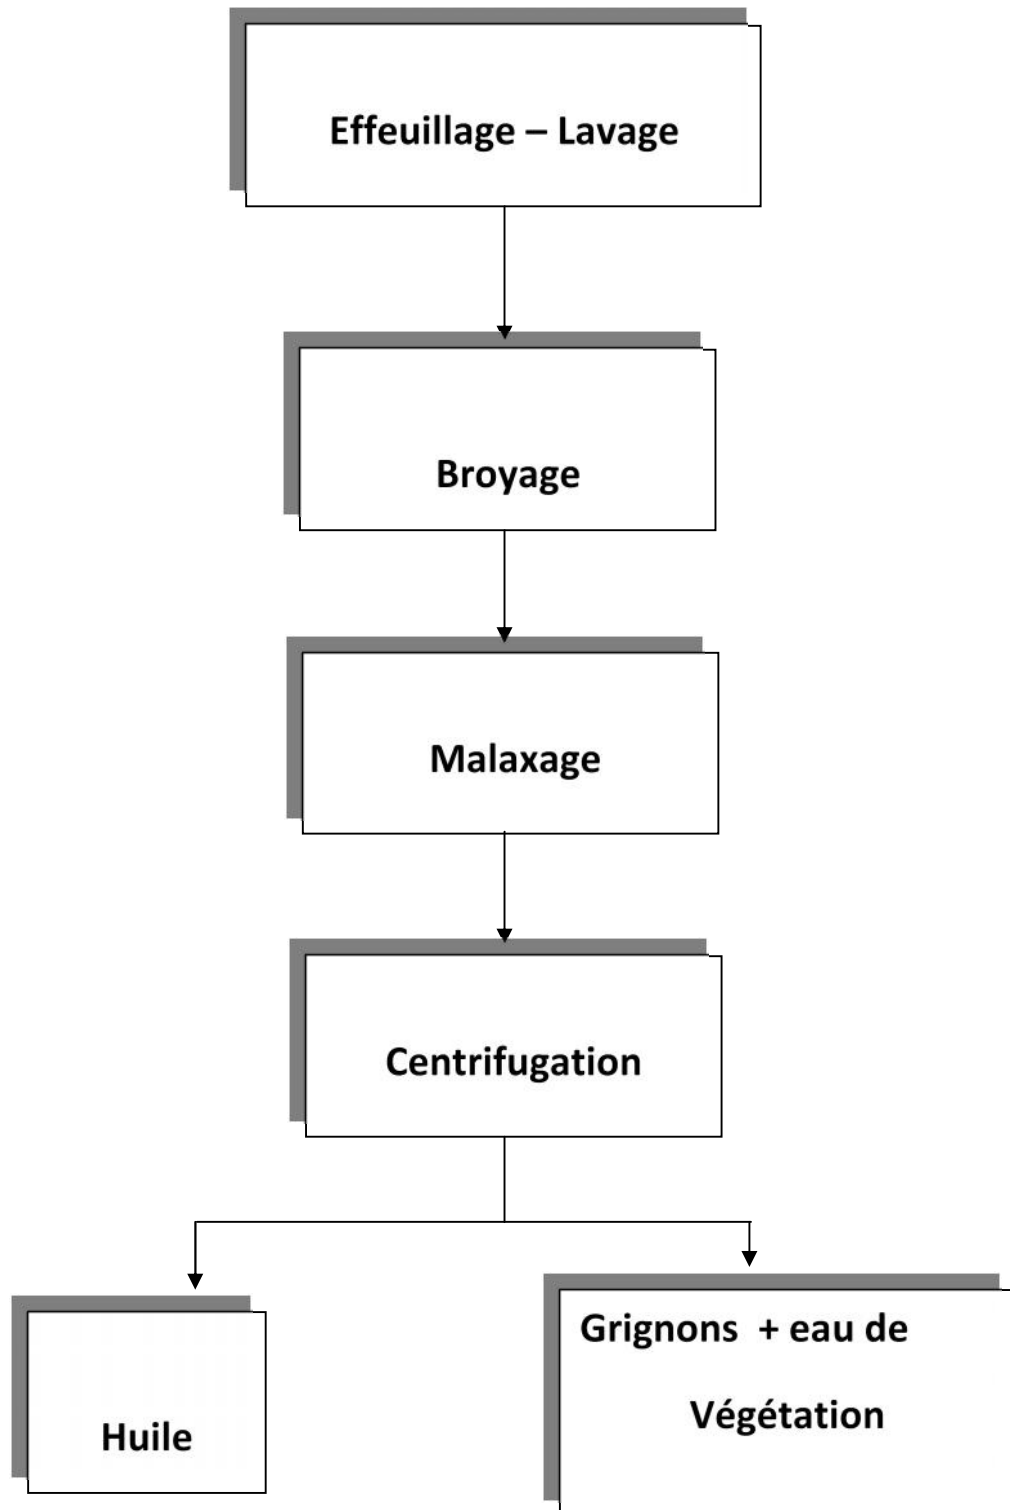 Effeuillage – Lavage
Broyage
Malaxage
Centrifugation
Huile
Grignons + eau de
Végétation